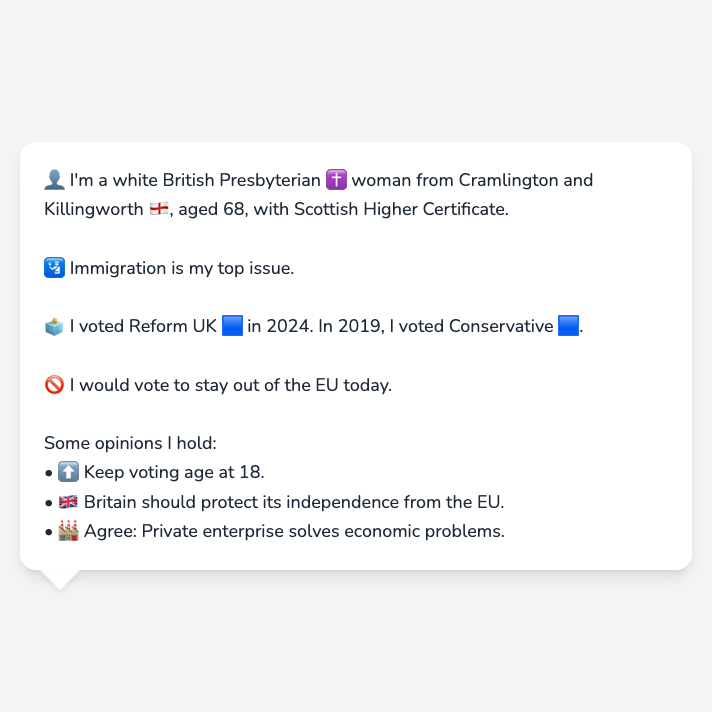 👤 I'm a white British Presbyterian ✝️ woman from Cramlington and
Killingworth 🏴󠁧󠁢󠁥󠁮󠁧󠁿, aged 68, with Scottish Higher Certificate.
🛂 Immigration is my top issue.
🗳️ I voted Reform UK 🟦 in 2024. In 2019, I voted Conservative 🟦.
🚫 I would vote to stay out of the EU today.
Some opinions I hold:
• ⬆️ Keep voting age at 18.
• 🇬🇧 Britain should protect its independence from the EU.
• 🏭 Agree: Private enterprise solves economic problems.